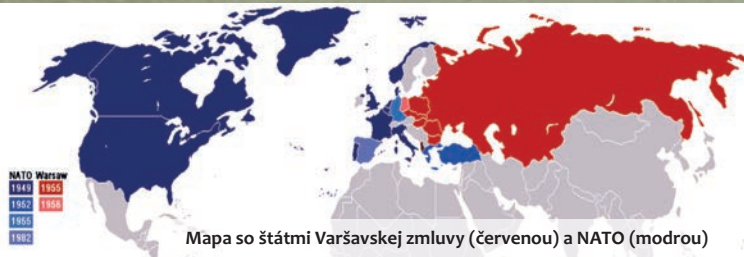 NATO Warsaw
1949 1955
1952 1956
1955
1982
Mapa so štátmi Varšavskej zmluvy (červenou) a NATO (modrou)